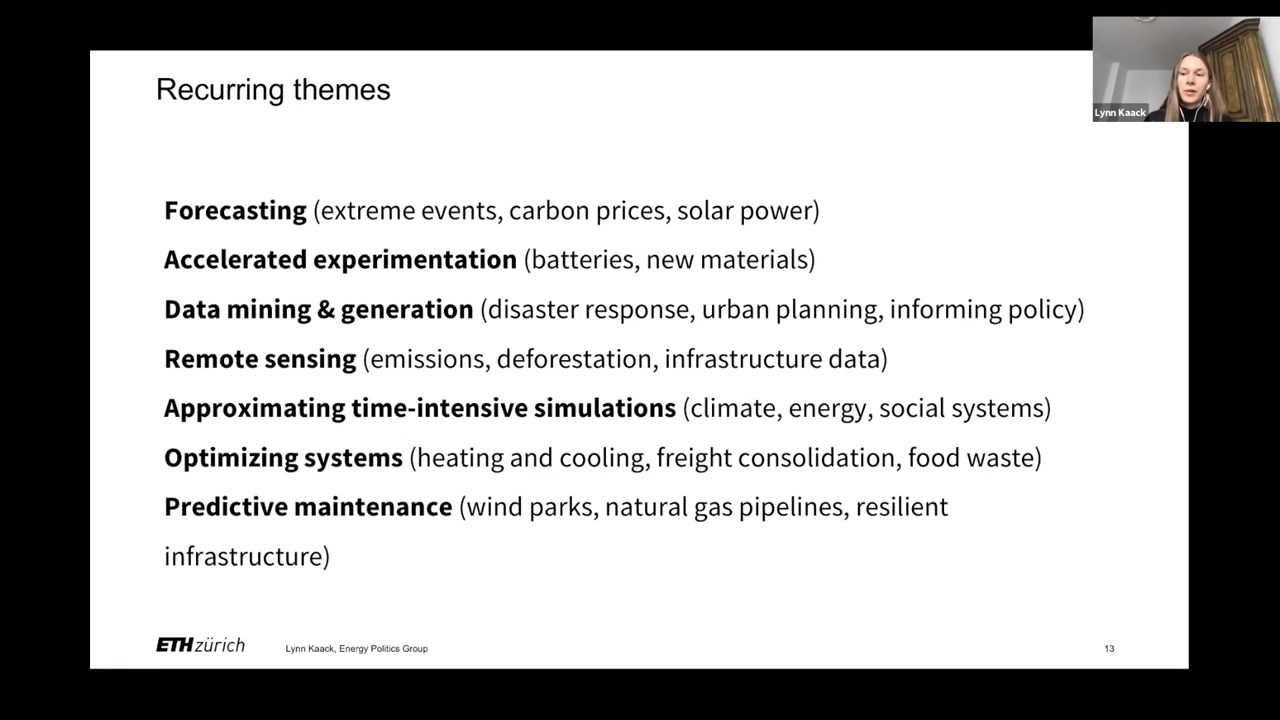 Recurring themes
Lynn Kaack
Forecasting (extreme events, carbon prices, solar power)
Accelerated experimentation (batteries, new materials)
Data mining & generation (disaster response, urban planning, informing policy)
Remote sensing (emissions, deforestation, infrastructure data)
Approximating time-intensive simulations (climate, energy, social systems)
Optimizing systems (heating and cooling, freight consolidation, food waste)
Predictive maintenance (wind parks, natural gas pipelines, resilient
infrastructure)
ETH zürich
Lynn Kaack, Energy Politics Group
13